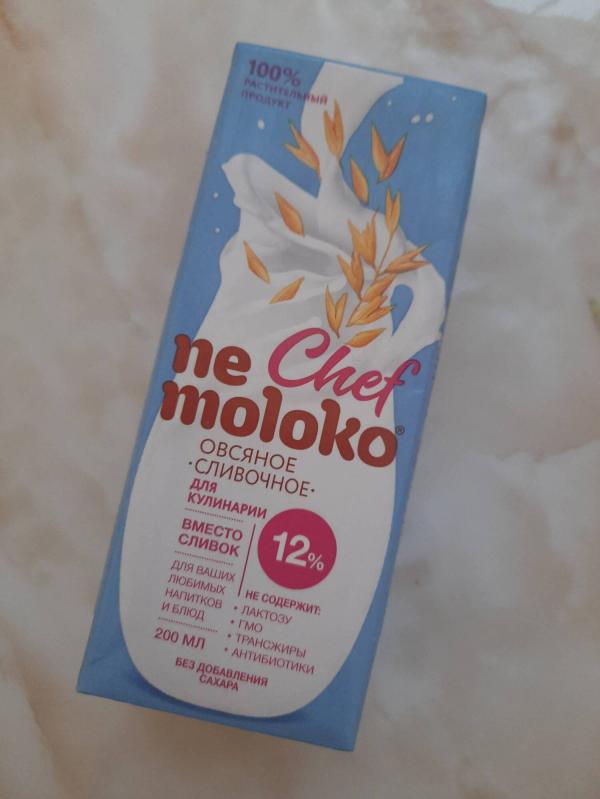 100%
РАСТИТЕЛЬНЫЙ
ПРОДУКТ
ne Chef
moloko®
ОВСЯНОЕ
·СЛИВОЧНОЕ·
ДЛЯ
КУЛИНАРИИ
ВМЕСТО
СЛИВОК
12%
ДЛЯ ВАШИХ
ЛЮБИМЫХ
НАПИТКОВ
И БЛЮД
НЕ СОДЕРЖИТ:
• ЛАКТОЗУ
• ГМО
• ТРАНСЖИРЫ
• АНТИБИОТИКИ
200 МЛ
БЕЗ ДОБАВЛЕНИЯ
САХАРА